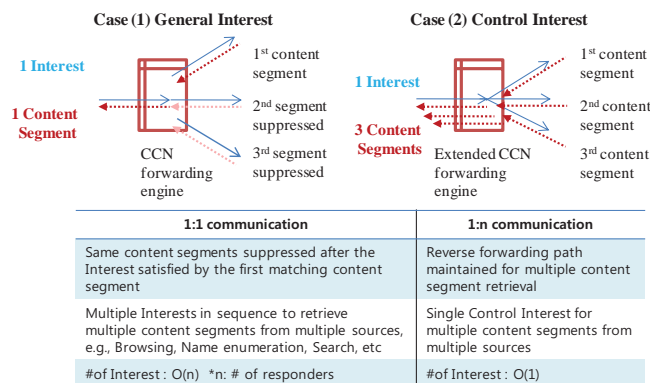 Case (1) General Interest
Case (2) Control Interest
1 Interest
1 Content
Segment
1st content
segment
2nd segment
suppressed
3rd segment
suppressed
CCN
forwarding
engine
1 Interest
3 Content
Segments
1st content
segment
2nd content
segment
3rd content
segment
Extended CCN
forwarding
engine
1:1 communication
1:n communication
Same content segments suppressed after the
Interest satisfied by the first matching content
segment
Reverse forwarding path
maintained for multiple content
segment retrieval
Multiple Interests in sequence to retrieve
multiple content segments from multiple sources,
e.g., Browsing, Name enumeration, Search, etc
Single Control Interest for
multiple content segments from
multiple sources
#of Interest : O(n) *n: # of responders
#of Interest : O(1)